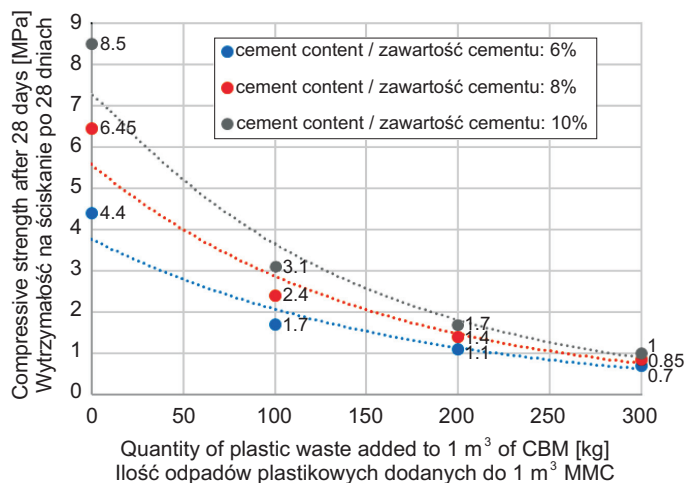 Compressive strength after 28 days [MPa]
Wytrzymałość na ściskanie po 28 dniach
9
8
7
6
5
4
3
2
1
0
cement content / zawartość cementu: 6%
cement content / zawartość cementu: 8%
cement content / zawartość cementu: 10%
8.5
6.45
4.4
3.1
2.4
1.7
1.7
1.4
1.1
1
0.85
0.7
0 50 100 150 200 250 300
Quantity of plastic waste added to 1 m³ of CBM [kg]
Ilość odpadów plastikowych dodanych do 1 m³ MMC